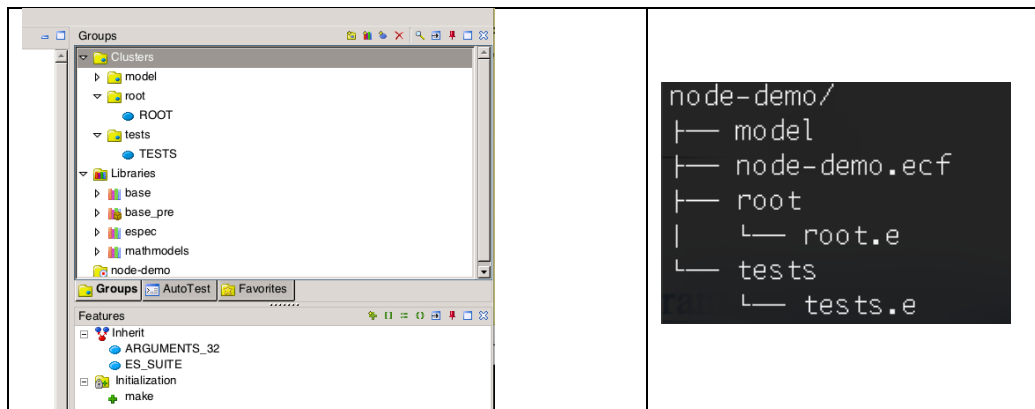 Groups
Clusters
model
root
ROOT
tests
TESTS
Libraries
base
base_pre
espec
mathmodels
node-demo
Groups AutoTest Favorites
Features
Inherit
ARGUMENTS_32
ES_SUITE
Initialization
make
node-demo/
├── model
├── node-demo.ecf
├── root
│   └── root.e
└── tests
    └── tests.e